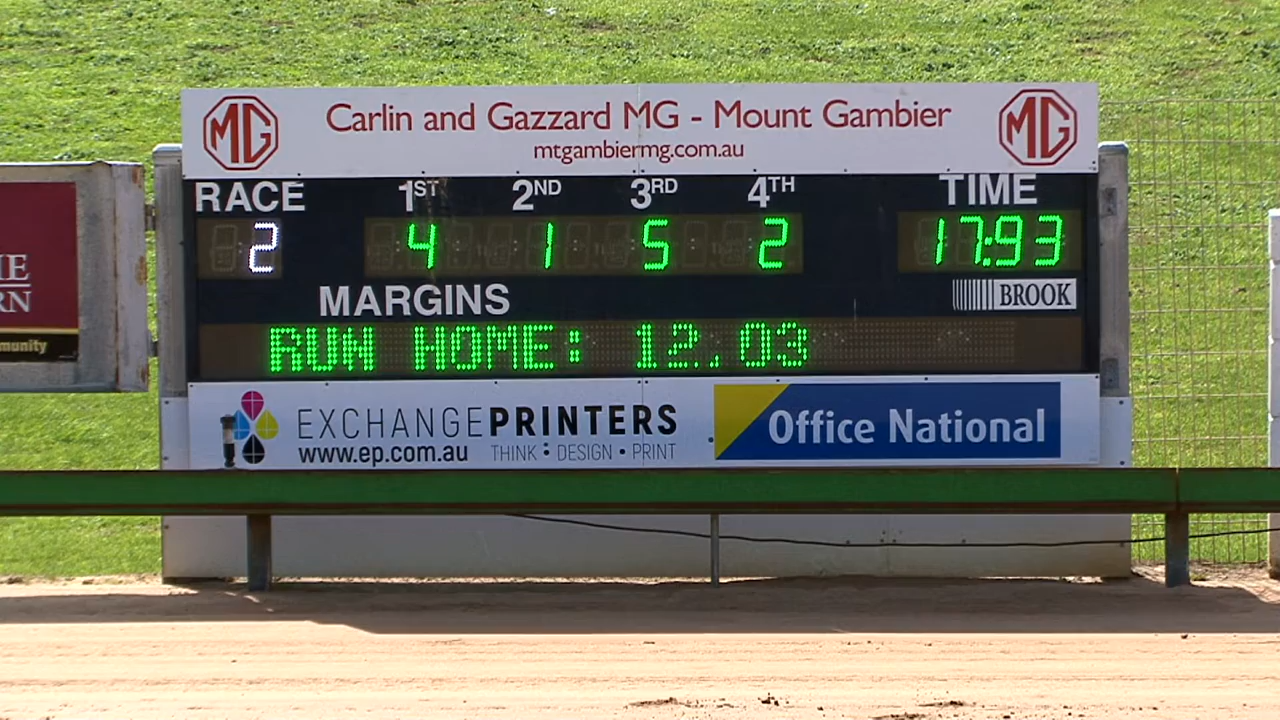 MG Carlin and Gazzard MG - Mount Gambier MG
mtgambiermg.com.au
RACE 1ST 2ND 3RD 4TH TIME
2 4 1 5 2 17:93
MARGINS BROOK
RUN HOME: 12.03
EXCHANGEPRINTERS
www.ep.com.au THINK : DESIGN • PRINT
Office National
munity